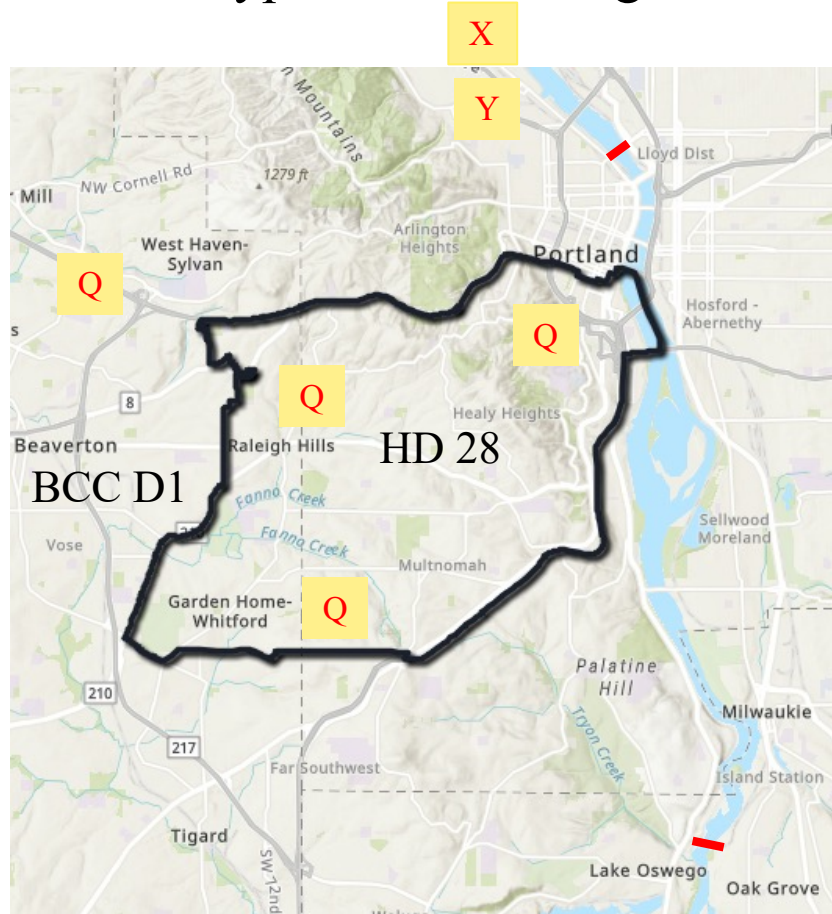 X
Y
Lloyd Dist
Mountains
NW Cornell Rd
1279 ft
Mill
West Haven-
Sylvan
Arlington
Heights
Portland
Q
Hosford -
Abernethy
Q
8
Q
Healy Heights
Beaverton
Raleigh Hills
HD 28
BCC D1
Fanno Creek
Fanno Creek
Sellwood
Moreland
Vose
Multnomah
Garden Home-
Whitford
Q
Palatine
Hill
210
Milwaukie
217
Tryon Creek
Far Southwest
Island Station
Tigard
Lake Oswego
Oak Grove